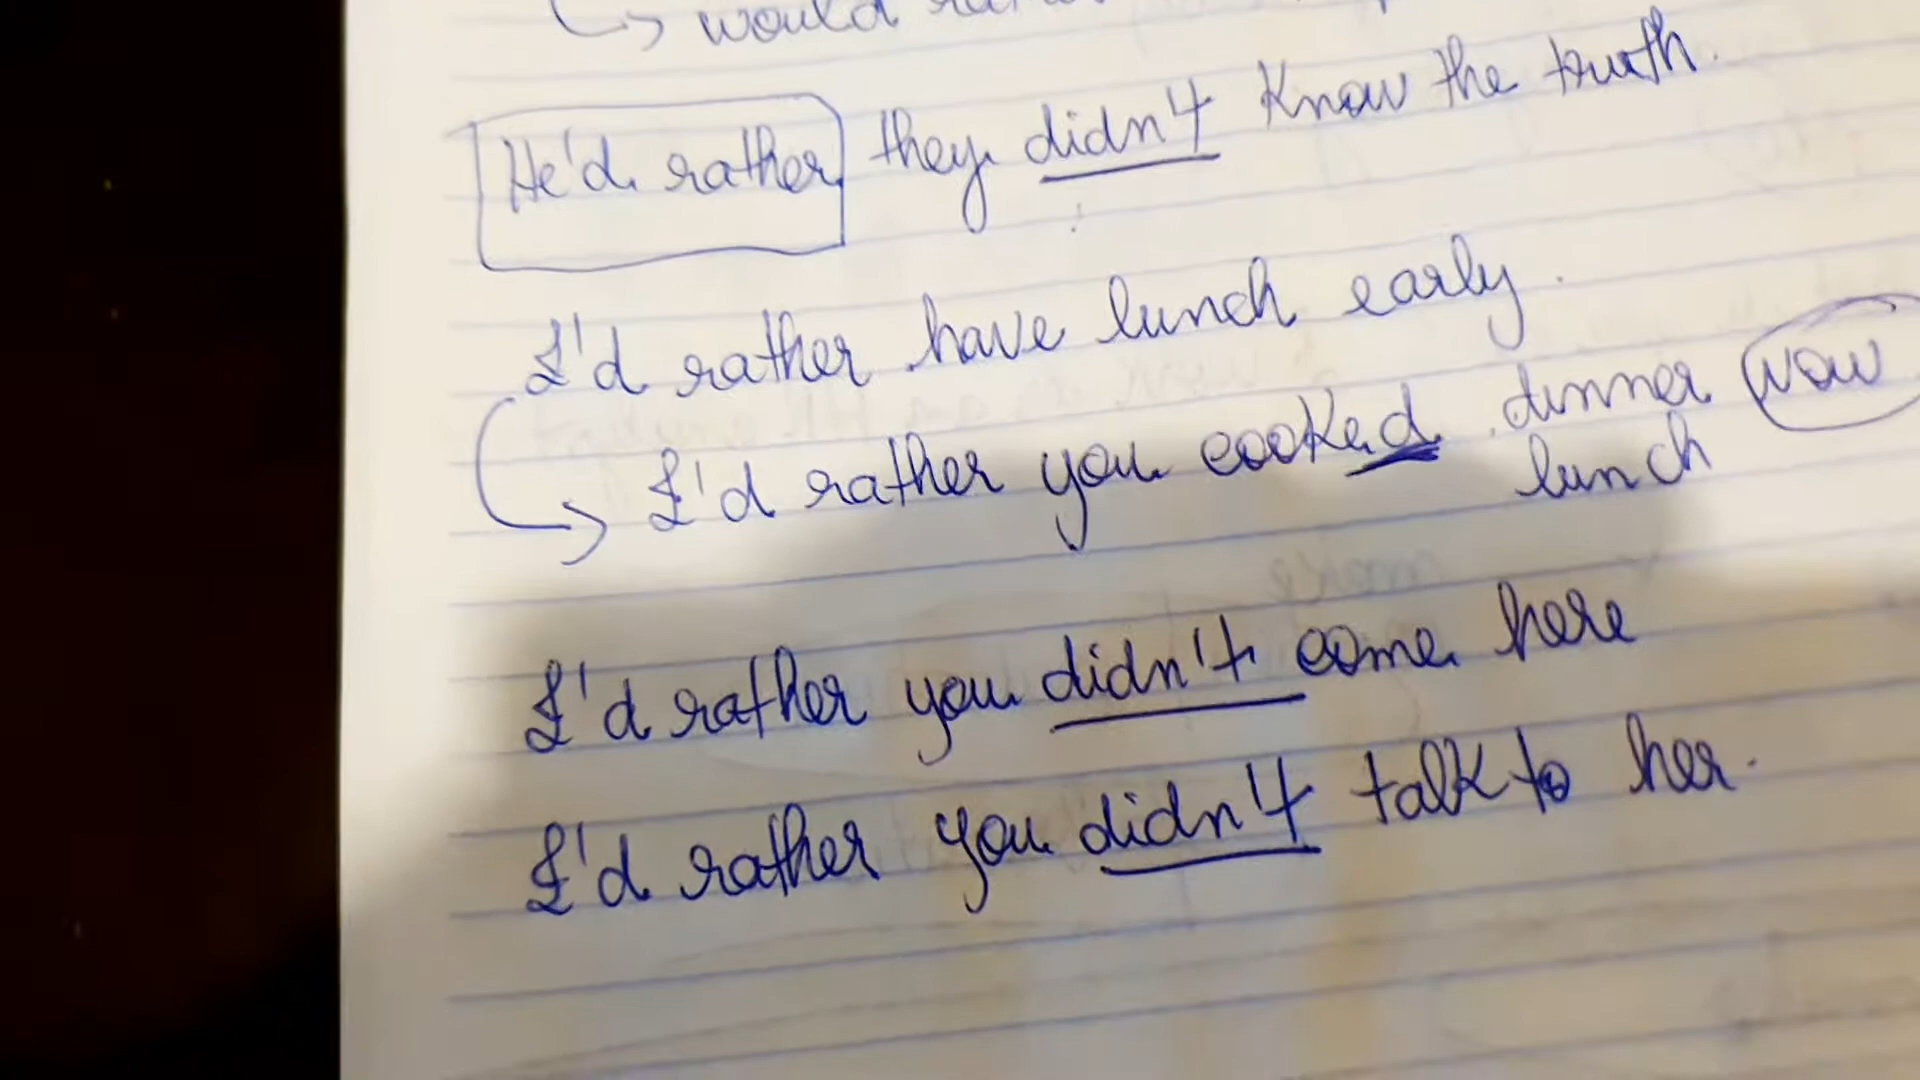 would
He'd rather they didn't know the truth.
I'd rather have lunch early.
I'd rather you cooked dinner now
lunch
I'd rather you didn't come here
I'd rather you didn't talk to her.